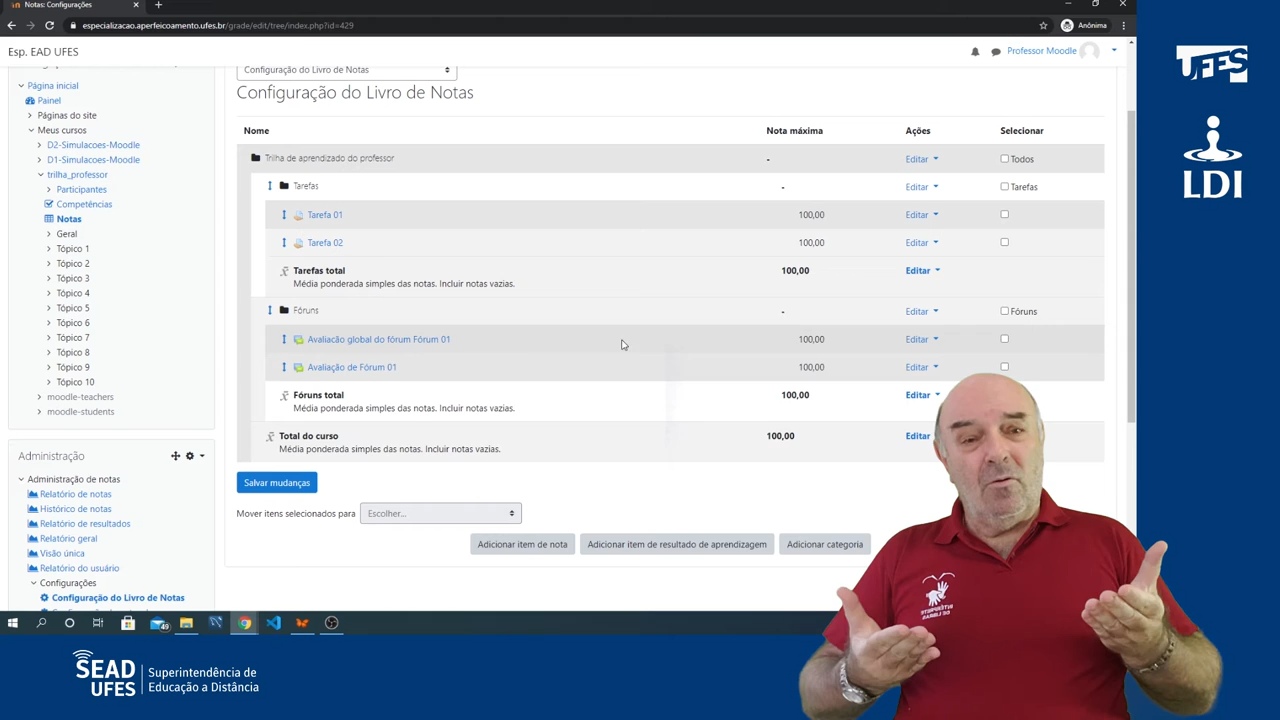 Notas: Configurações
especializacao.aperfeicoamento.ufes.br/grade/edit/tree/index.php?id=429
Anônima
Esp. EAD UFES
Professor Moodle
Página inicial
Painel
Páginas do site
Meus cursos
D2-Simulacoes-Moodle
D1-Simulacoes-Moodle
trilha_professor
Participantes
Competências
Notas
Geral
Tópico 1
Tópico 2
Tópico 3
Tópico 4
Tópico 5
Tópico 6
Tópico 7
Tópico 8
Tópico 9
Tópico 10
moodle-teachers
moodle-students
Administração
Administração de notas
Relatório de notas
Histórico de notas
Relatório de resultados
Relatório geral
Visão única
Relatório do usuário
Configurações
Configuração do Livro de Notas
Configuração do Livro de Notas
Configuração do Livro de Notas
Nome Nota máxima Ações Selecionar
Trilha de aprendizado do professor - Editar Todos
Tarefas - Editar Tarefas
Tarefa 01 100,00 Editar
Tarefa 02 100,00 Editar
Tarefas total 100,00 Editar
Média ponderada simples das notas. Incluir notas vazias.
Fóruns - Editar Fóruns
Avaliacão global do fórum Fórum 01 100,00 Editar
Avaliação de Fórum 01 100,00 Editar
Fóruns total 100,00 Editar
Média ponderada simples das notas. Incluir notas vazias.
Total do curso 100,00 Editar
Média ponderada simples das notas. Incluir notas vazias.
Salvar mudanças
Mover itens selecionados para Escolher...
Adicionar item de nota Adicionar item de resultado de aprendizagem Adicionar categoria
49
UFES
LDI
SEAD
UFES
Superintendência de
Educação a Distância